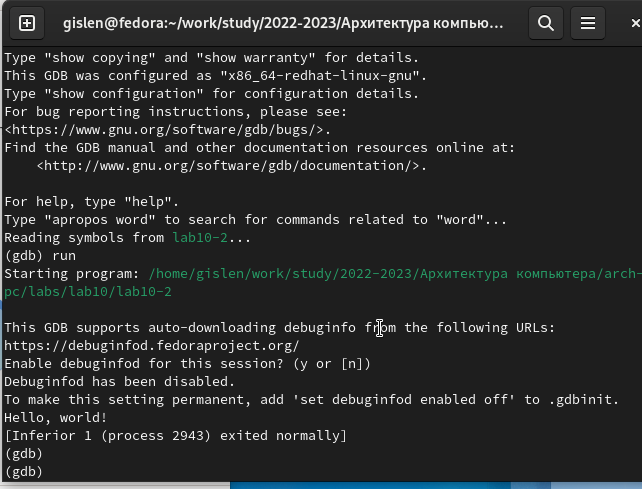 gislen@fedora:~/work/study/2022-2023/Архитектура компью...
Type "show copying" and "show warranty" for details.
This GDB was configured as "x86_64-redhat-linux-gnu".
Type "show configuration" for configuration details.
For bug reporting instructions, please see:
<https://www.gnu.org/software/gdb/bugs/>.
Find the GDB manual and other documentation resources online at:
    <http://www.gnu.org/software/gdb/documentation/>.

For help, type "help".
Type "apropos word" to search for commands related to "word"...
Reading symbols from lab10-2...
(gdb) run
Starting program: /home/gislen/work/study/2022-2023/Архитектура компьютера/arch-
pc/labs/lab10/lab10-2

This GDB supports auto-downloading debuginfo from the following URLs:
https://debuginfod.fedoraproject.org/
Enable debuginfod for this session? (y or [n])
Debuginfod has been disabled.
To make this setting permanent, add 'set debuginfod enabled off' to .gdbinit.
Hello, world!
[Inferior 1 (process 2943) exited normally]
(gdb)
(gdb)